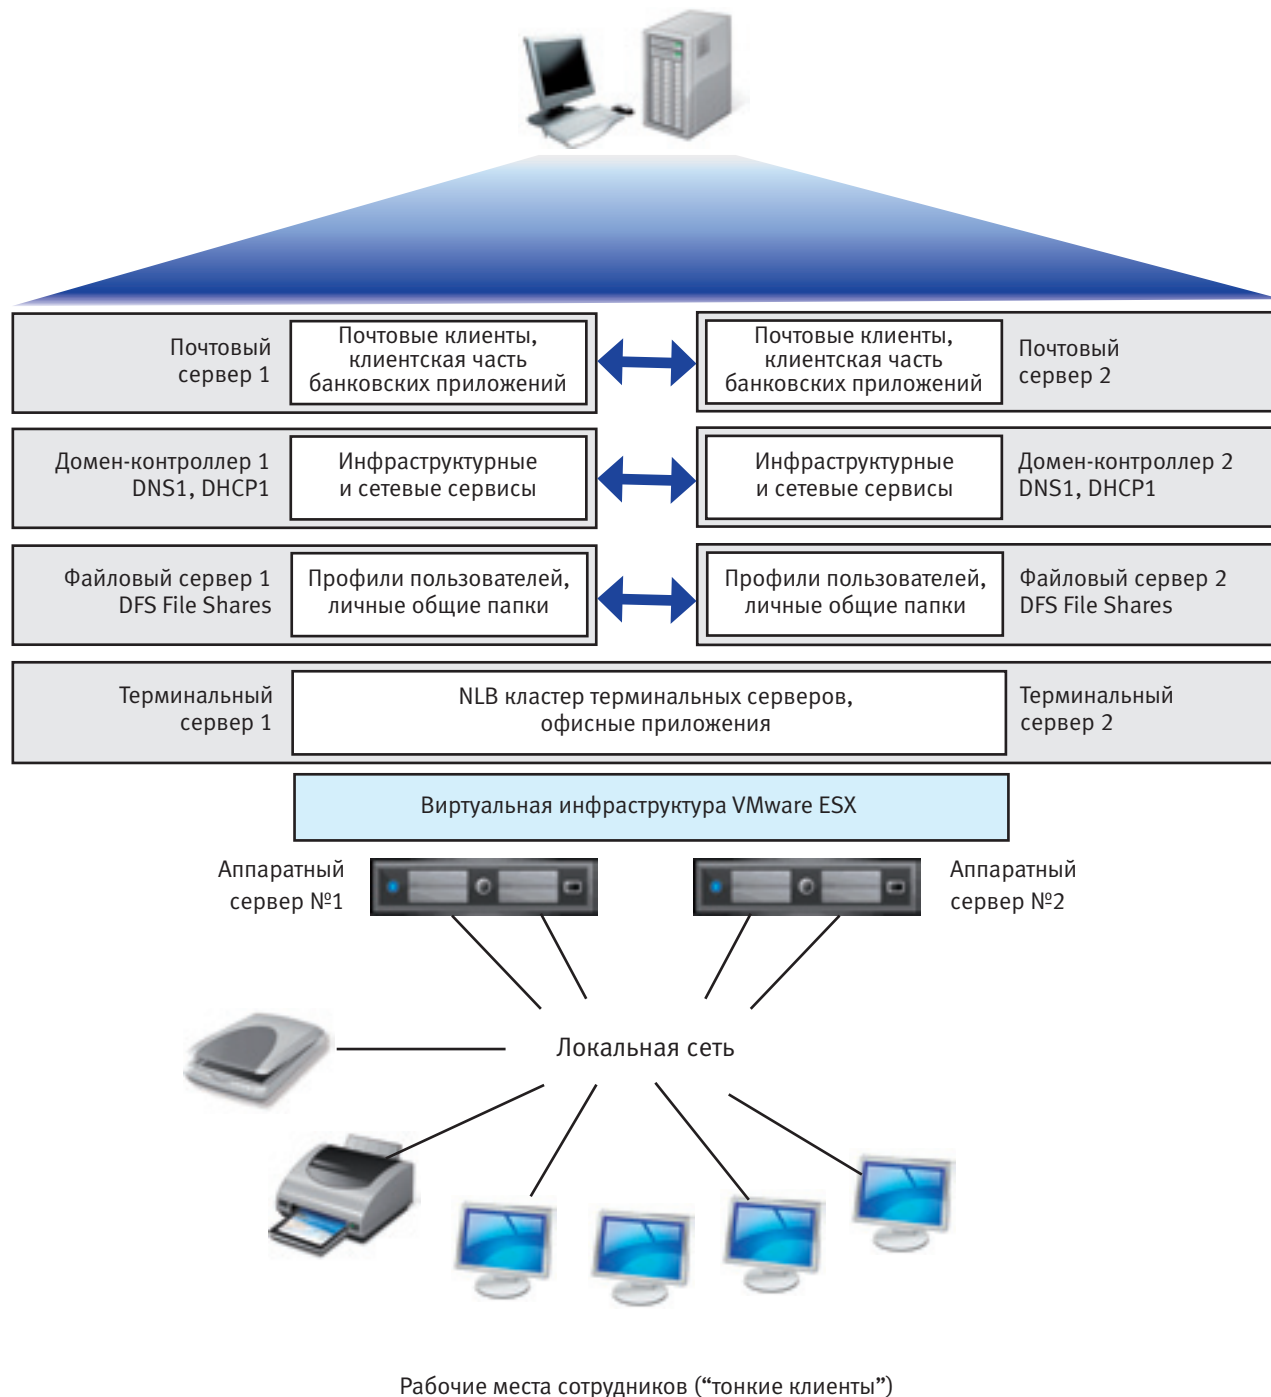 Почтовый
сервер 1
Почтовые клиенты,
клиентская часть
банковских приложений
Почтовые клиенты,
клиентская часть
банковских приложений
Почтовый
сервер 2
Домен-контроллер 1
DNS1, DHCP1
Инфраструктурные
и сетевые сервисы
Инфраструктурные
и сетевые сервисы
Домен-контроллер 2
DNS1, DHCP1
Файловый сервер 1
DFS File Shares
Профили пользователей,
личные общие папки
Профили пользователей,
личные общие папки
Файловый сервер 2
DFS File Shares
Терминальный
сервер 1
NLB кластер терминальных серверов,
офисные приложения
Терминальный
сервер 2
Виртуальная инфраструктура VMware ESX
Аппаратный
сервер №1
Аппаратный
сервер №2
Локальная сеть
Рабочие места сотрудников (“тонкие клиенты”)